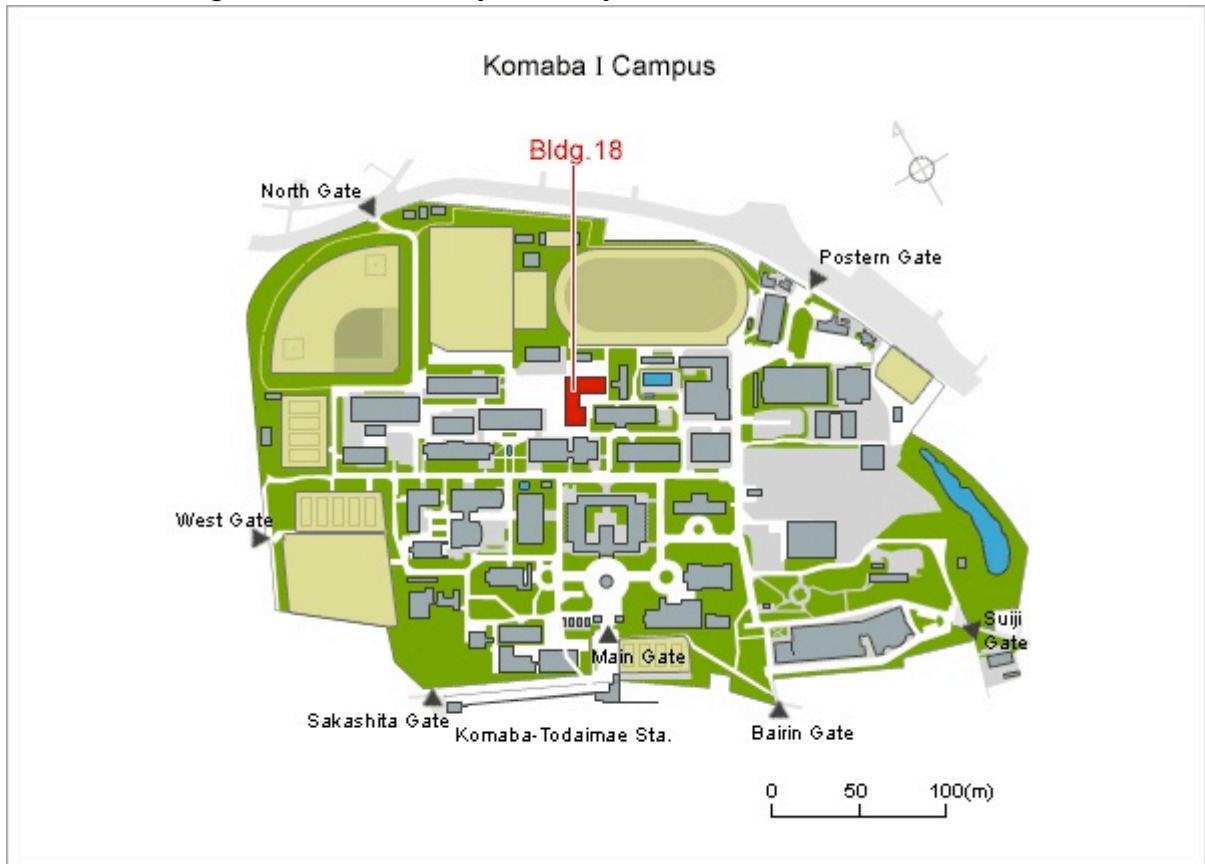 Komaba I Campus
Bldg.18
North Gate
Postern Gate
West Gate
Suiji
Gate
Main Gate
Sakashita Gate
Komaba-Todaimae Sta.
Bairin Gate
0 50 100(m)